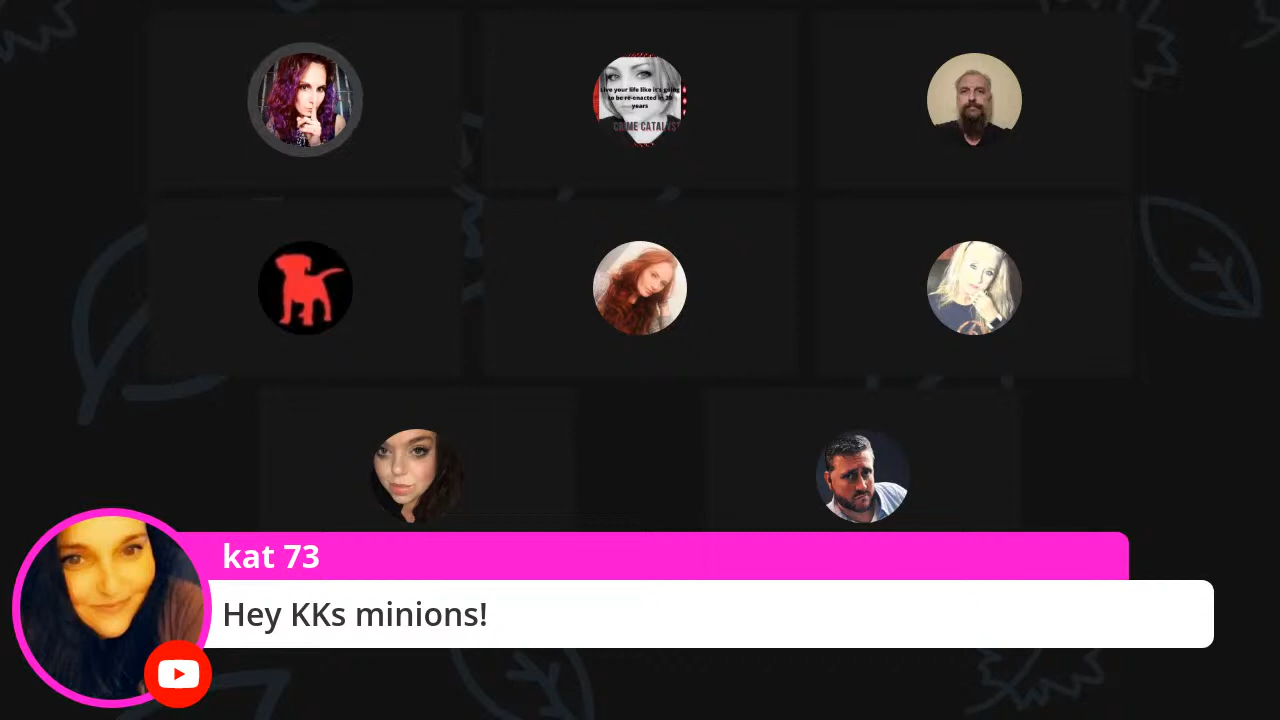 Live your life like it's going
to be re-enacted in 20
years
CRIME CATALYST
kat 73
Hey KKs minions!